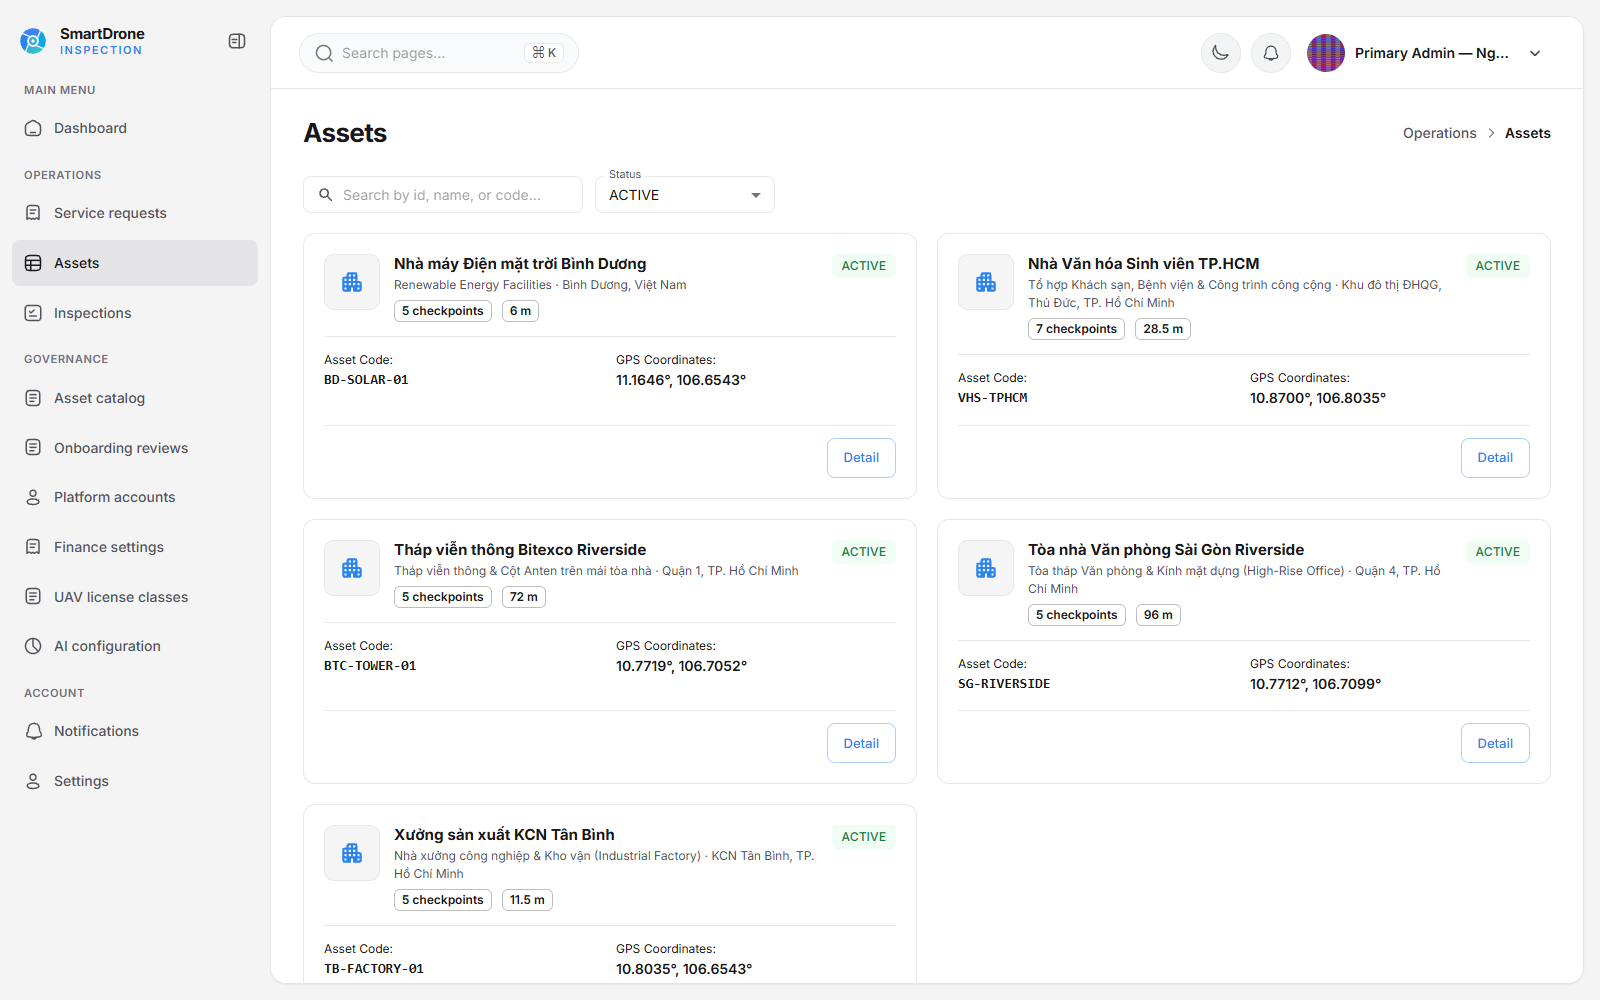 SmartDrone
INSPECTION
MAIN MENU
Dashboard
OPERATIONS
Service requests
Assets
Inspections
GOVERNANCE
Asset catalog
Onboarding reviews
Platform accounts
Finance settings
UAV license classes
AI configuration
ACCOUNT
Notifications
Settings
Search pages...
⌘ K
Primary Admin — Ng...
Assets
Operations > Assets
Search by id, name, or code...
Status
ACTIVE
Nhà máy Điện mặt trời Bình Dương
ACTIVE
Renewable Energy Facilities · Bình Dương, Việt Nam
5 checkpoints
6 m
Asset Code:
BD-SOLAR-01
GPS Coordinates:
11.1646°, 106.6543°
Detail
Nhà Văn hóa Sinh viên TP.HCM
ACTIVE
Tổ hợp Khách sạn, Bệnh viện & Công trình công cộng · Khu đô thị ĐHQG,
Thủ Đức, TP. Hồ Chí Minh
7 checkpoints
28.5 m
Asset Code:
VHS-TPHCM
GPS Coordinates:
10.8700°, 106.8035°
Detail
Tháp viễn thông Bitexco Riverside
ACTIVE
Tháp viễn thông & Cột Anten trên mái tòa nhà · Quận 1, TP. Hồ Chí Minh
5 checkpoints
72 m
Asset Code:
BTC-TOWER-01
GPS Coordinates:
10.7719°, 106.7052°
Detail
Tòa nhà Văn phòng Sài Gòn Riverside
ACTIVE
Tòa tháp Văn phòng & Kính mặt dựng (High-Rise Office) · Quận 4, TP. Hồ
Chí Minh
5 checkpoints
96 m
Asset Code:
SG-RIVERSIDE
GPS Coordinates:
10.7712°, 106.7099°
Detail
Xưởng sản xuất KCN Tân Bình
ACTIVE
Nhà xưởng công nghiệp & Kho vận (Industrial Factory) · KCN Tân Bình, TP.
Hồ Chí Minh
5 checkpoints
11.5 m
Asset Code:
TB-FACTORY-01
GPS Coordinates:
10.8035°, 106.6543°